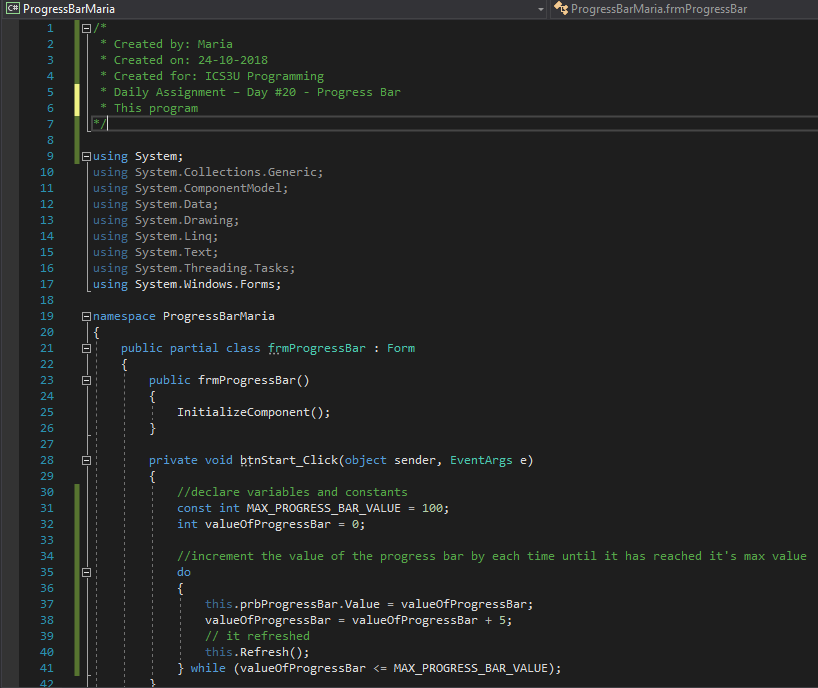 C# ProgressBarMaria ProgressBarMaria.frmProgressBar
1 /*
2 * Created by: Maria
3 * Created on: 24-10-2018
4 * Created for: ICS3U Programming
5 * Daily Assignment – Day #20 - Progress Bar
6 * This program
7 */
8
9 using System;
10 using System.Collections.Generic;
11 using System.ComponentModel;
12 using System.Data;
13 using System.Drawing;
14 using System.Linq;
15 using System.Text;
16 using System.Threading.Tasks;
17 using System.Windows.Forms;
18
19 namespace ProgressBarMaria
20 {
21 public partial class frmProgressBar : Form
22 {
23 public frmProgressBar()
24 {
25 InitializeComponent();
26 }
27
28 private void btnStart_Click(object sender, EventArgs e)
29 {
30 //declare variables and constants
31 const int MAX_PROGRESS_BAR_VALUE = 100;
32 int valueOfProgressBar = 0;
33
34 //increment the value of the progress bar by each time until it has reached it's max value
35 do
36 {
37 this.prbProgressBar.Value = valueOfProgressBar;
38 valueOfProgressBar = valueOfProgressBar + 5;
39 // it refreshed
40 this.Refresh();
41 } while (valueOfProgressBar <= MAX_PROGRESS_BAR_VALUE);
42 }